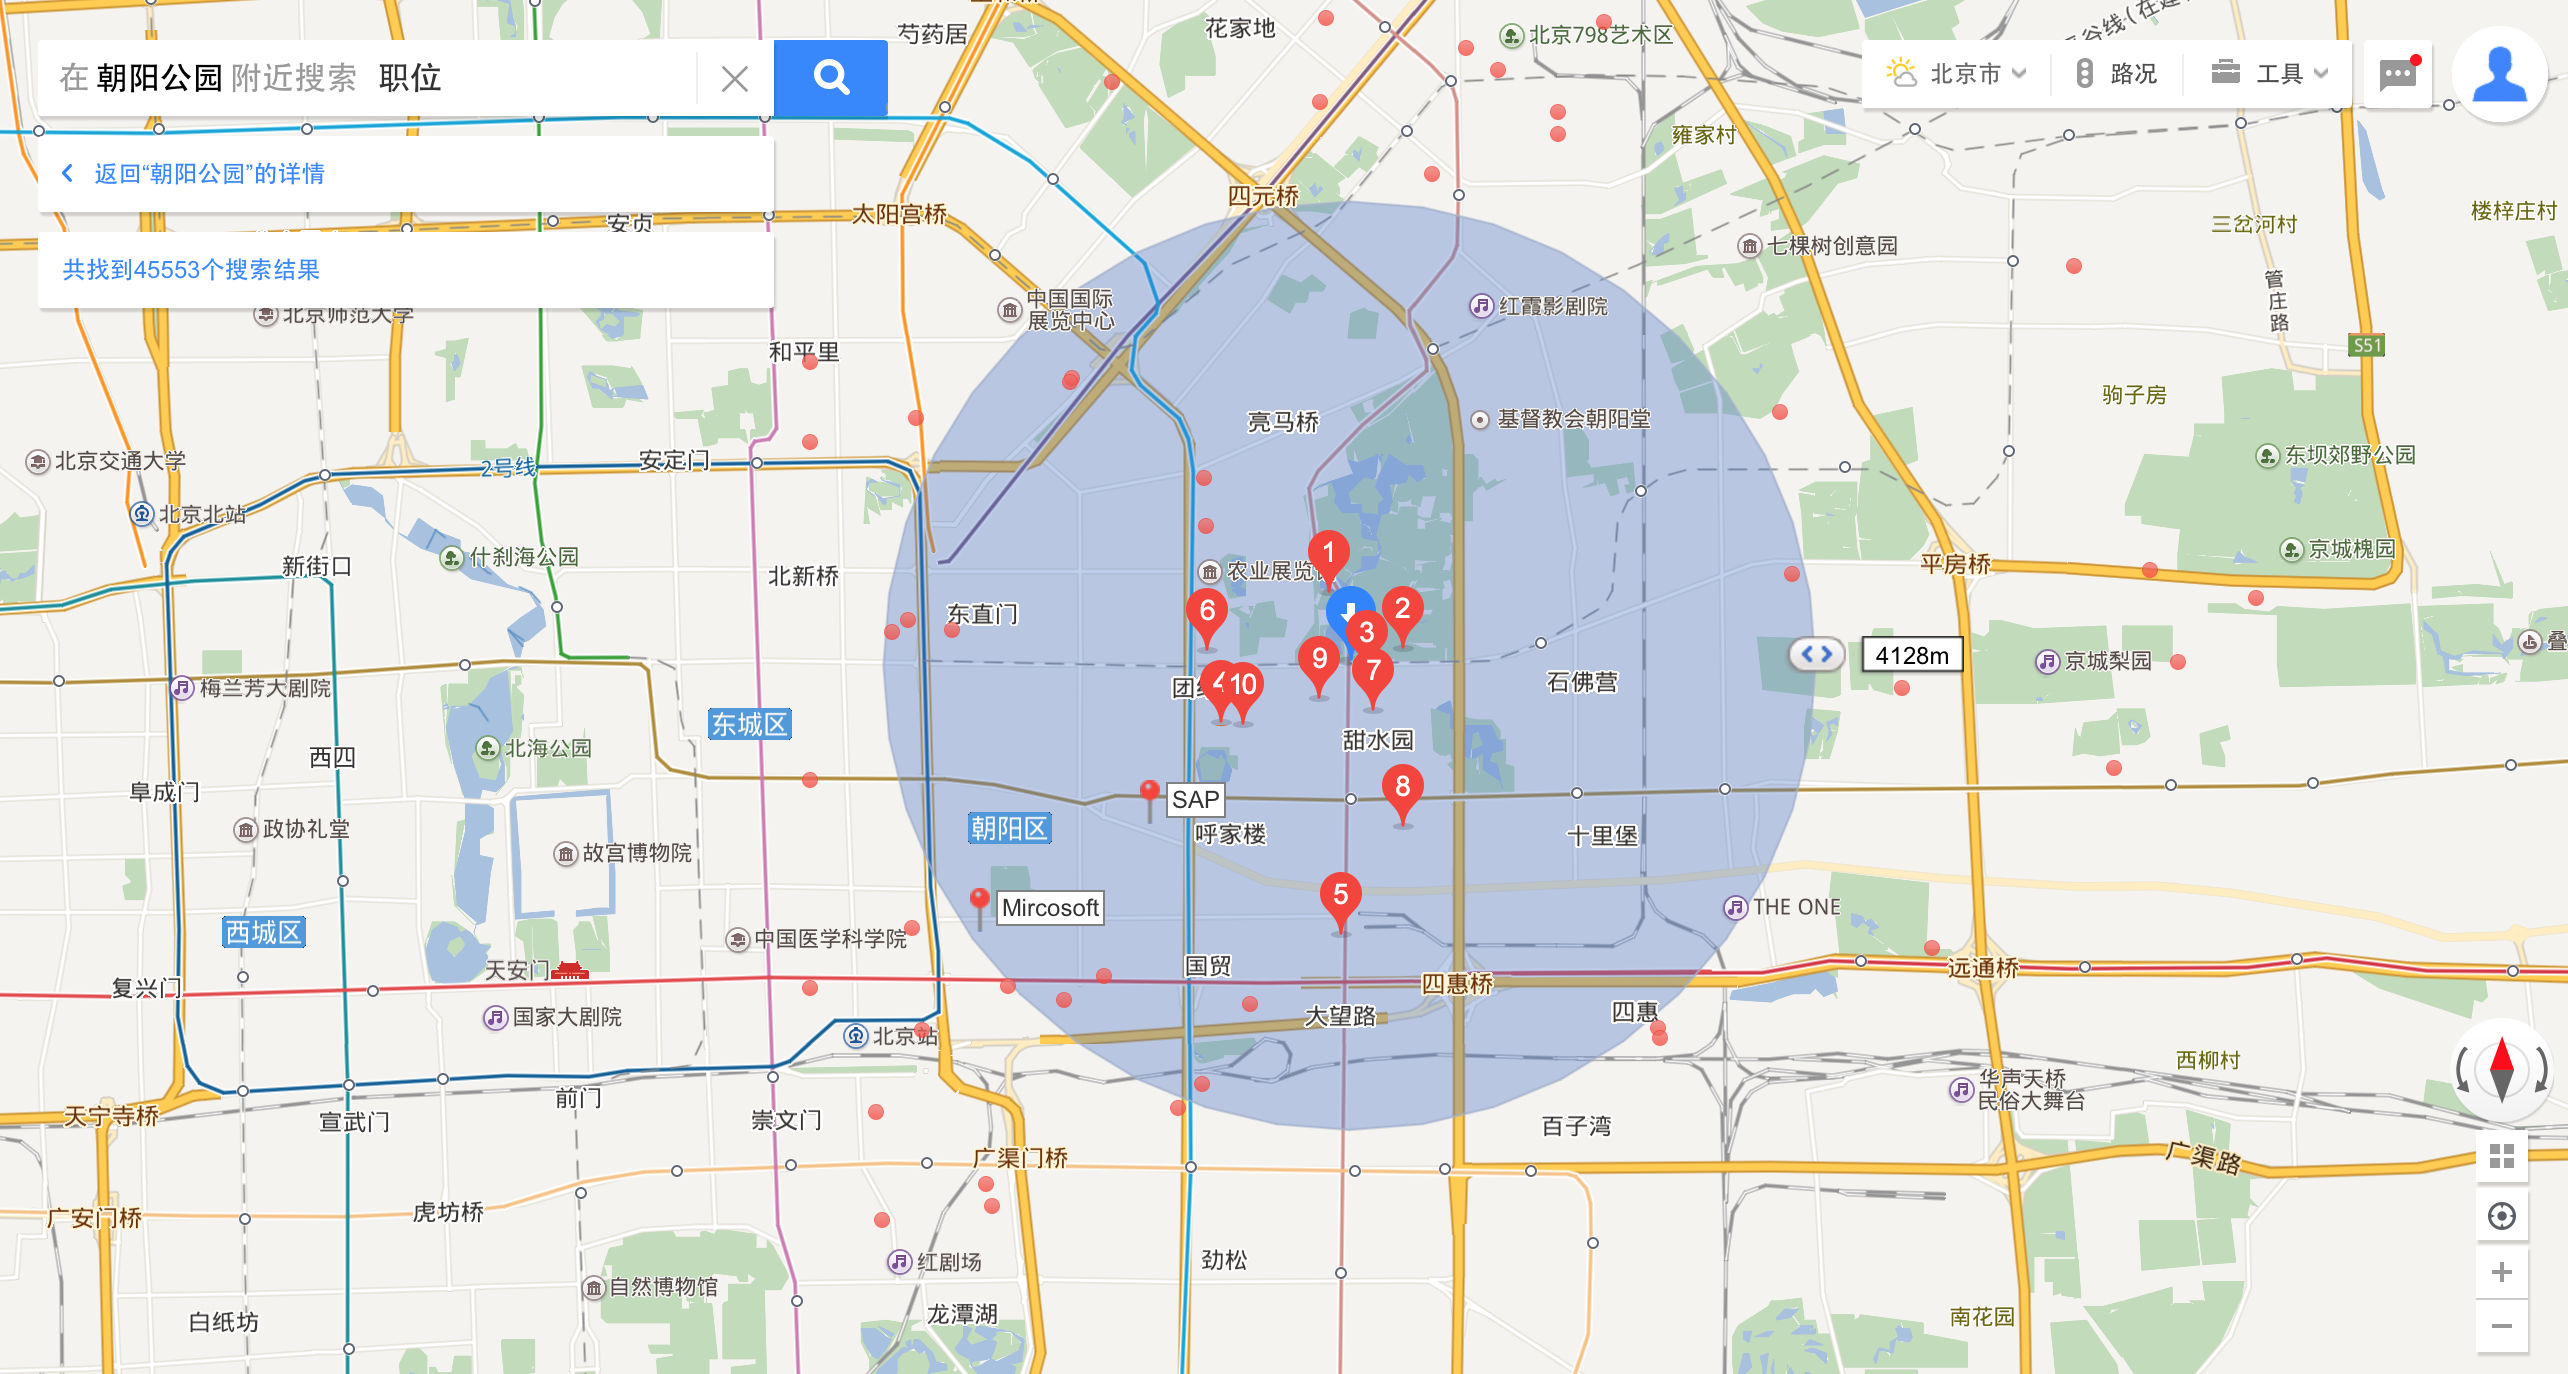 在 朝阳公园 附近搜索 职位
返回“朝阳公园”的详情
共找到45553个搜索结果
北京市
路况
工具
芍药居
花家地
北京798艺术区
雍家村
四元桥
太阳宫桥
安贞
三岔河村
楼梓庄村
七棵树创意园
中国国际
展览中心
红霞影剧院
管庄路
北京师范大学
S51
和平里
骑子房
亮马桥
基督教会朝阳堂
东坝郊野公园
北京交通大学
2号线
安定门
北京北站
京城槐园
什刹海公园
新街口
北新桥
农业展览
平房桥
1
6
2
东直门
3
9
7
4
10
4128m
京城梨园
叠
梅兰芳大剧院
石佛营
东城区
甜水园
北海公园
西四
阜成门
SAP
8
朝阳区
呼家楼
十里堡
政协礼堂
故宫博物院
5
Mircosoft
THE ONE
西城区
中国医学科学院
天安门
复兴门
国贸
四惠桥
远通桥
国家大剧院
大望路
四惠
北京站
西柳村
华声天桥
民俗大舞台
前门
天宁寺桥
宣武门
崇文门
百子湾
广渠门桥
广渠路
广安门桥
虎坊桥
红剧场
劲松
自然博物馆
白纸坊
龙潭湖
南花园